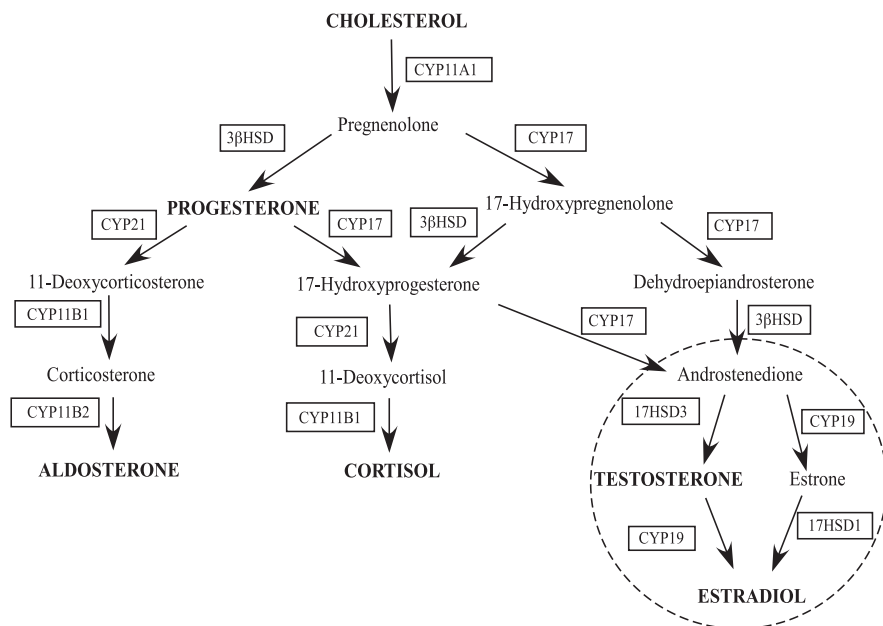 CHOLESTEROL
CYP11A1
Pregnenolone
3βHSD
CYP17
PROGESTERONE
17-Hydroxypregnenolone
CYP21
CYP17
3βHSD
CYP17
11-Deoxycorticosterone
17-Hydroxyprogesterone
Dehydroepiandrosterone
CYP11B1
CYP21
CYP17
3βHSD
Corticosterone
11-Deoxycortisol
Androstenedione
CYP11B2
CYP11B1
17HSD3
CYP19
ALDOSTERONE
CORTISOL
TESTOSTERONE
Estrone
CYP19
17HSD1
ESTRADIOL